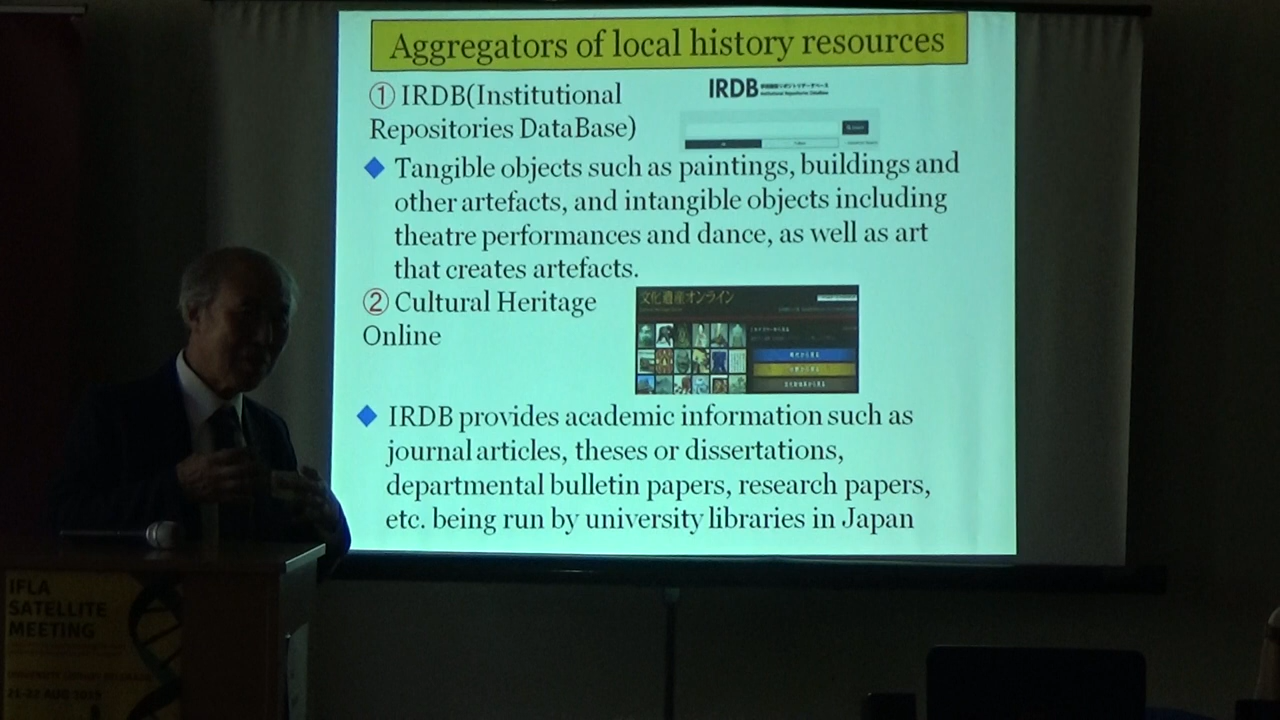 Aggregators of local history resources
① IRDB(Institutional
Repositories DataBase)
IRDB
Tangible objects such as paintings, buildings and
other artefacts, and intangible objects including
theatre performances and dance, as well as art
that creates artefacts.
② Cultural Heritage
Online
文化遺産オンライン
IRDB provides academic information such as
journal articles, theses or dissertations,
departmental bulletin papers, research papers,
etc. being run by university libraries in Japan
IFLA
SATELLITE
MEETING